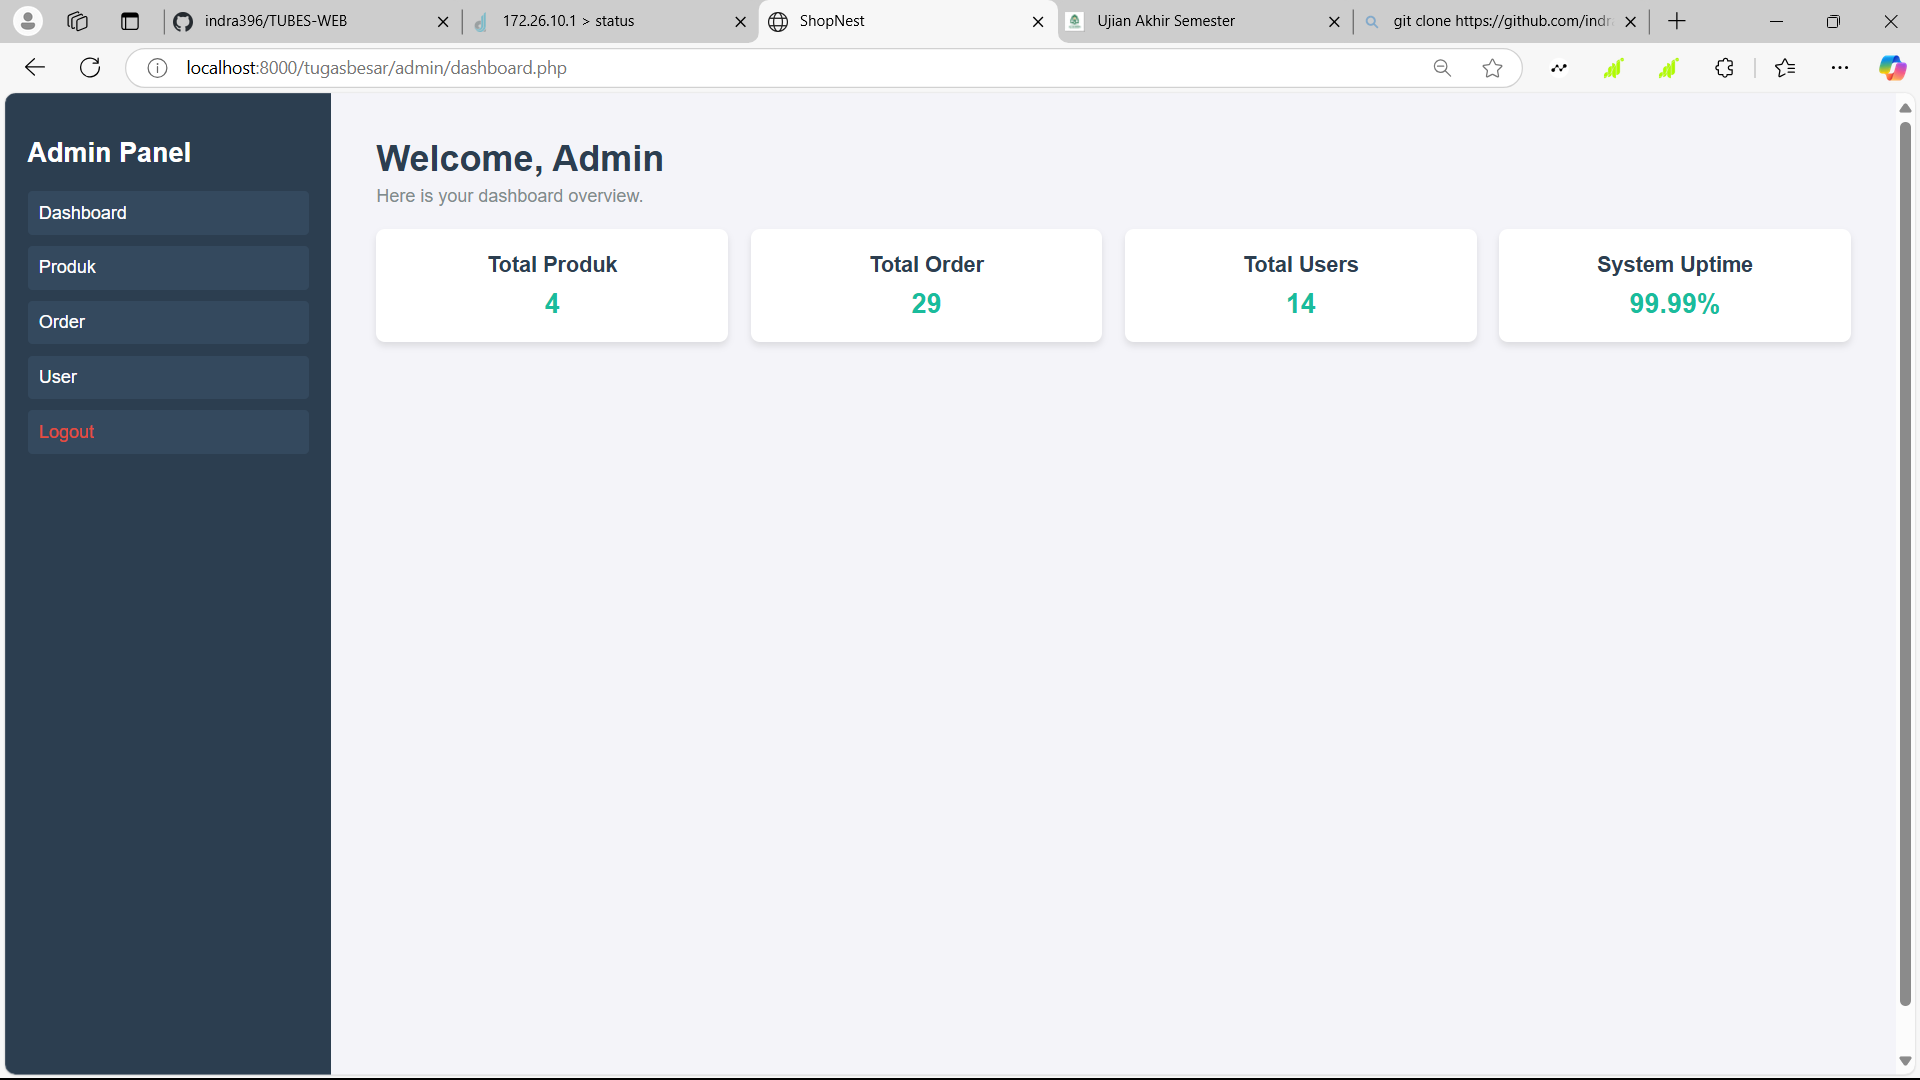 indra396/TUBES-WEB
172.26.10.1 > status
ShopNest
Ujian Akhir Semester
git clone https://github.com/indr
localhost:8000/tugasbesar/admin/dashboard.php
Admin Panel
Dashboard
Produk
Order
User
Logout
Welcome, Admin
Here is your dashboard overview.
Total Produk
4
Total Order
29
Total Users
14
System Uptime
99.99%